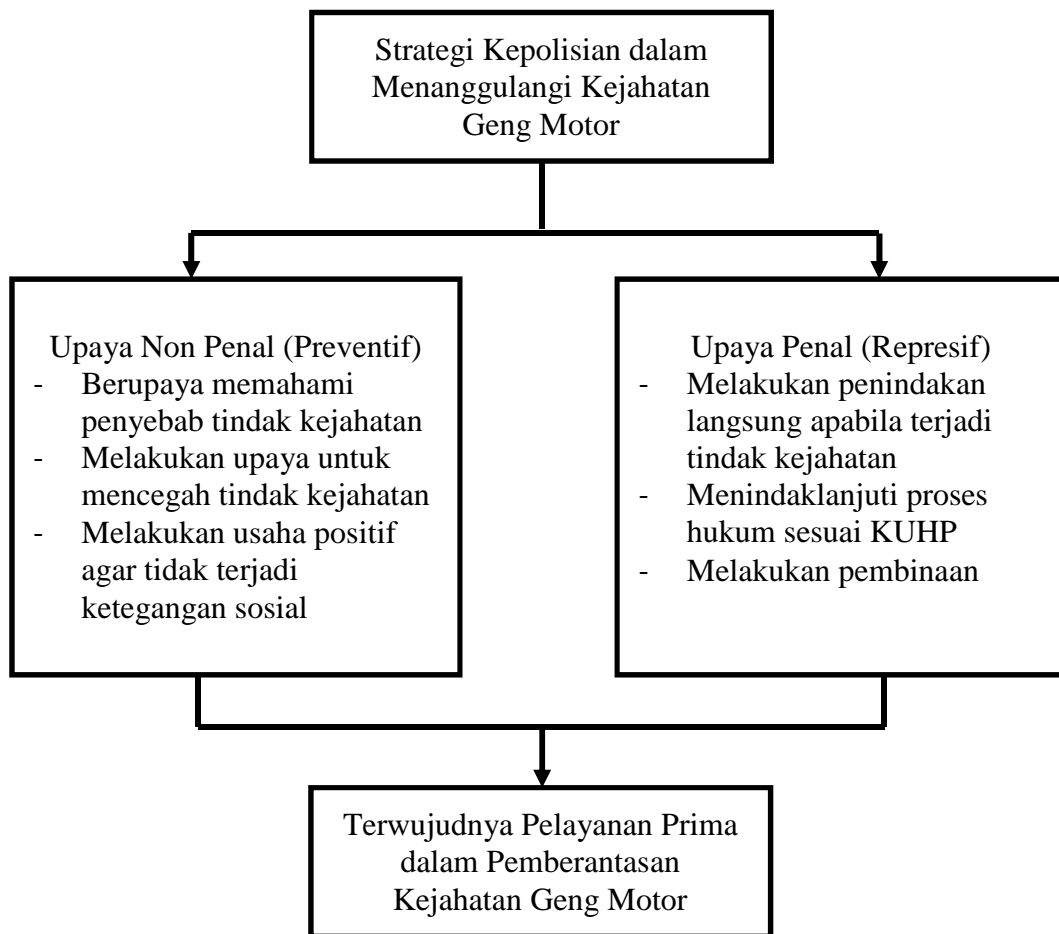 Strategi Kepolisian dalam
Menanggulangi Kejahatan
Geng Motor
Upaya Non Penal (Preventif)
- Berupaya memahami
penyebab tindak kejahatan
- Melakukan upaya untuk
mencegah tindak kejahatan
- Melakukan usaha positif
agar tidak terjadi
ketegangan sosial
Upaya Penal (Represif)
- Melakukan penindakan
langsung apabila terjadi
tindak kejahatan
- Menindaklanjuti proses
hukum sesuai KUHP
- Melakukan pembinaan
Terwujudnya Pelayanan Prima
dalam Pemberantasan
Kejahatan Geng Motor